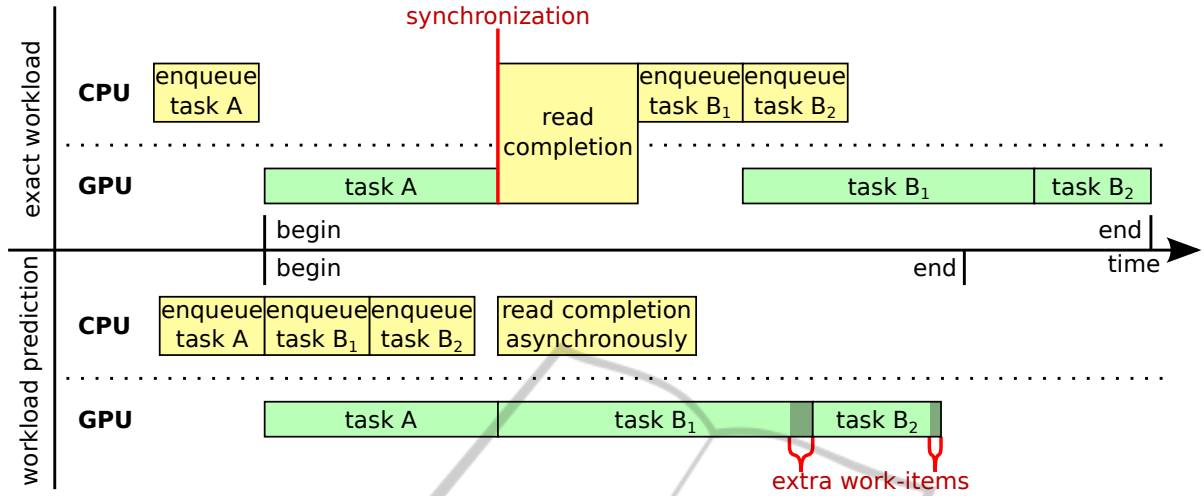 synchronization
exact workload
CPU
enqueue
task A
read
completion
enqueue
task B₁
enqueue
task B₂
GPU
task A
task B₁
task B₂
begin
end
time
workload prediction
begin
end
CPU
enqueue
task A
enqueue
task B₁
enqueue
task B₂
read completion
asynchronously
GPU
task A
task B₁
task B₂
extra work-items